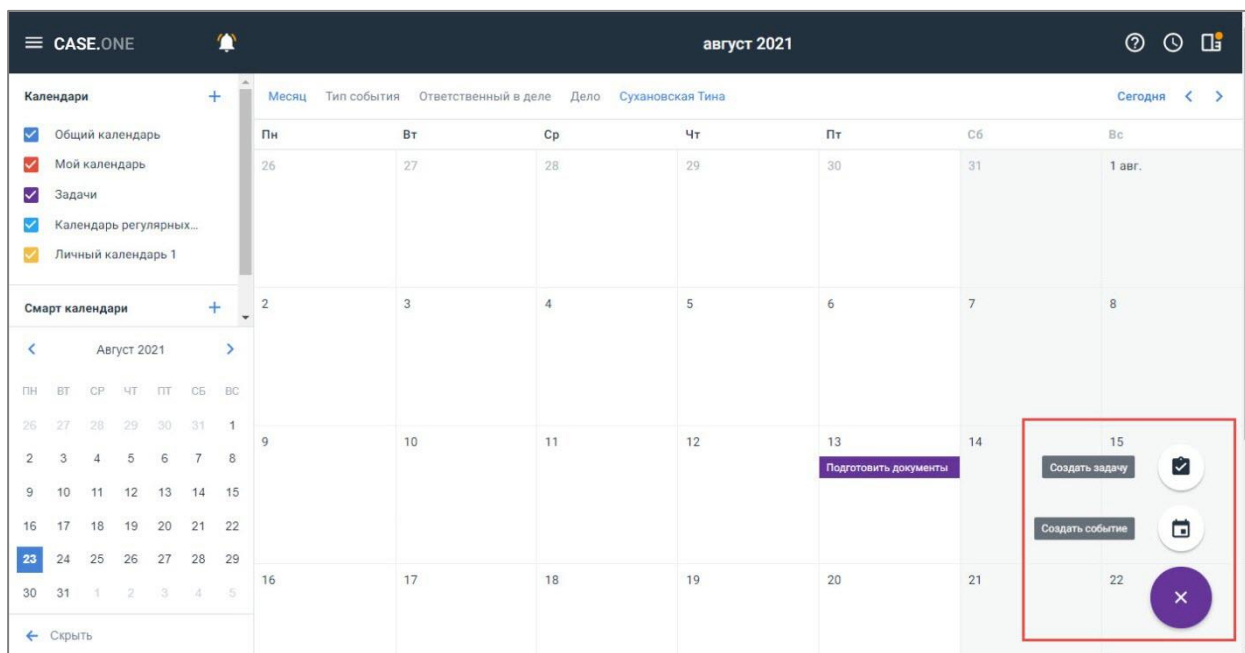 CASE.ONE
август 2021
Календари +
Общий календарь
Мой календарь
Задачи
Календарь регулярных...
Личный календарь 1
Смарт календари +
Август 2021
ПН ВТ СР ЧТ ПТ СБ ВС
26 27 28 29 30 31 1
2 3 4 5 6 7 8
9 10 11 12 13 14 15
16 17 18 19 20 21 22
23 24 25 26 27 28 29
30 31 1 2 3 4 5
Скрыть
Месяц Тип события Ответственный в деле Дело Сухановская Тина Сегодня
Пн Вт Ср Чт Пт Сб Вс
26 27 28 29 30 31 1 авг.
2 3 4 5 6 7 8
9 10 11 12 13 14 15
Подготовить документы
Создать задачу
Создать событие
16 17 18 19 20 21 22